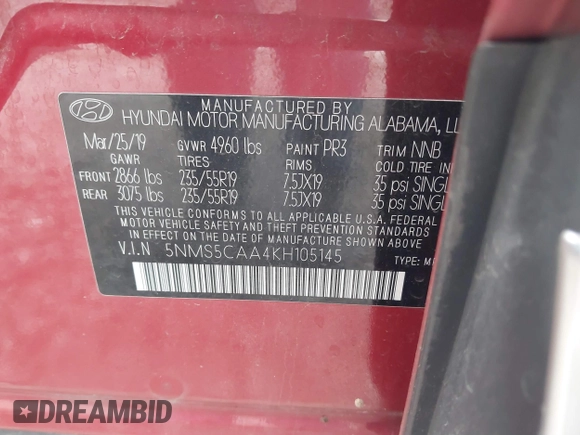 MANUFACTURED BY
HYUNDAI MOTOR MANUFACTURING ALABAMA,
Mar/25/19 GVWR 4960 lbs PAINT PR3 TRIM NNB
GAWR TIRES RIMS COLD TIRE
FRONT 2866 lbs 235/55R19 7.5JX19 35 psi
REAR 3075 lbs 235/55R19 7.5JX19 35 psi
THIS VEHICLE CONFORMS TO ALL APPLICABLE U.S.A. FEDERAL
MOTOR VEHICLE SAFETY AND THEFT PREVENTION STANDARDS
IN EFFECT ON THE DATE OF MANUFACTURE SHOWN ABOVE.
V.I.N 5NMS5CAA4KH105145 TYPE:
DREAMBID